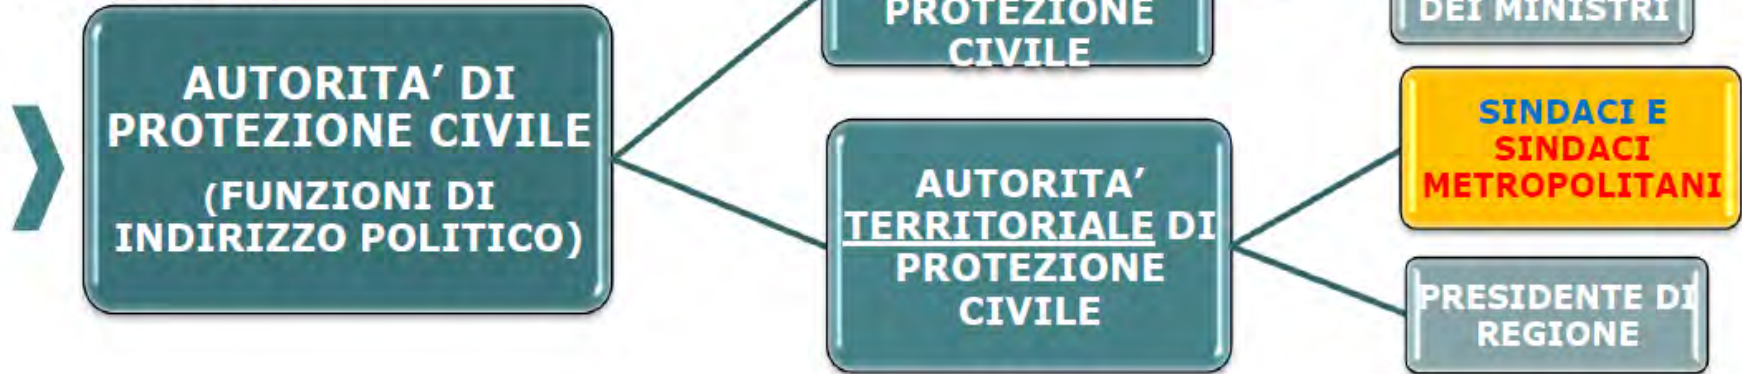 AUTORITA’ DI
PROTEZIONE CIVILE
(FUNZIONI DI
INDIRIZZO POLITICO)
PROTEZIONE
CIVILE
AUTORITA’
TERRITORIALE DI
PROTEZIONE
CIVILE
DEI MINISTRI
SINDACI E
SINDACI
METROPOLITANI
PRESIDENTE DI
REGIONE